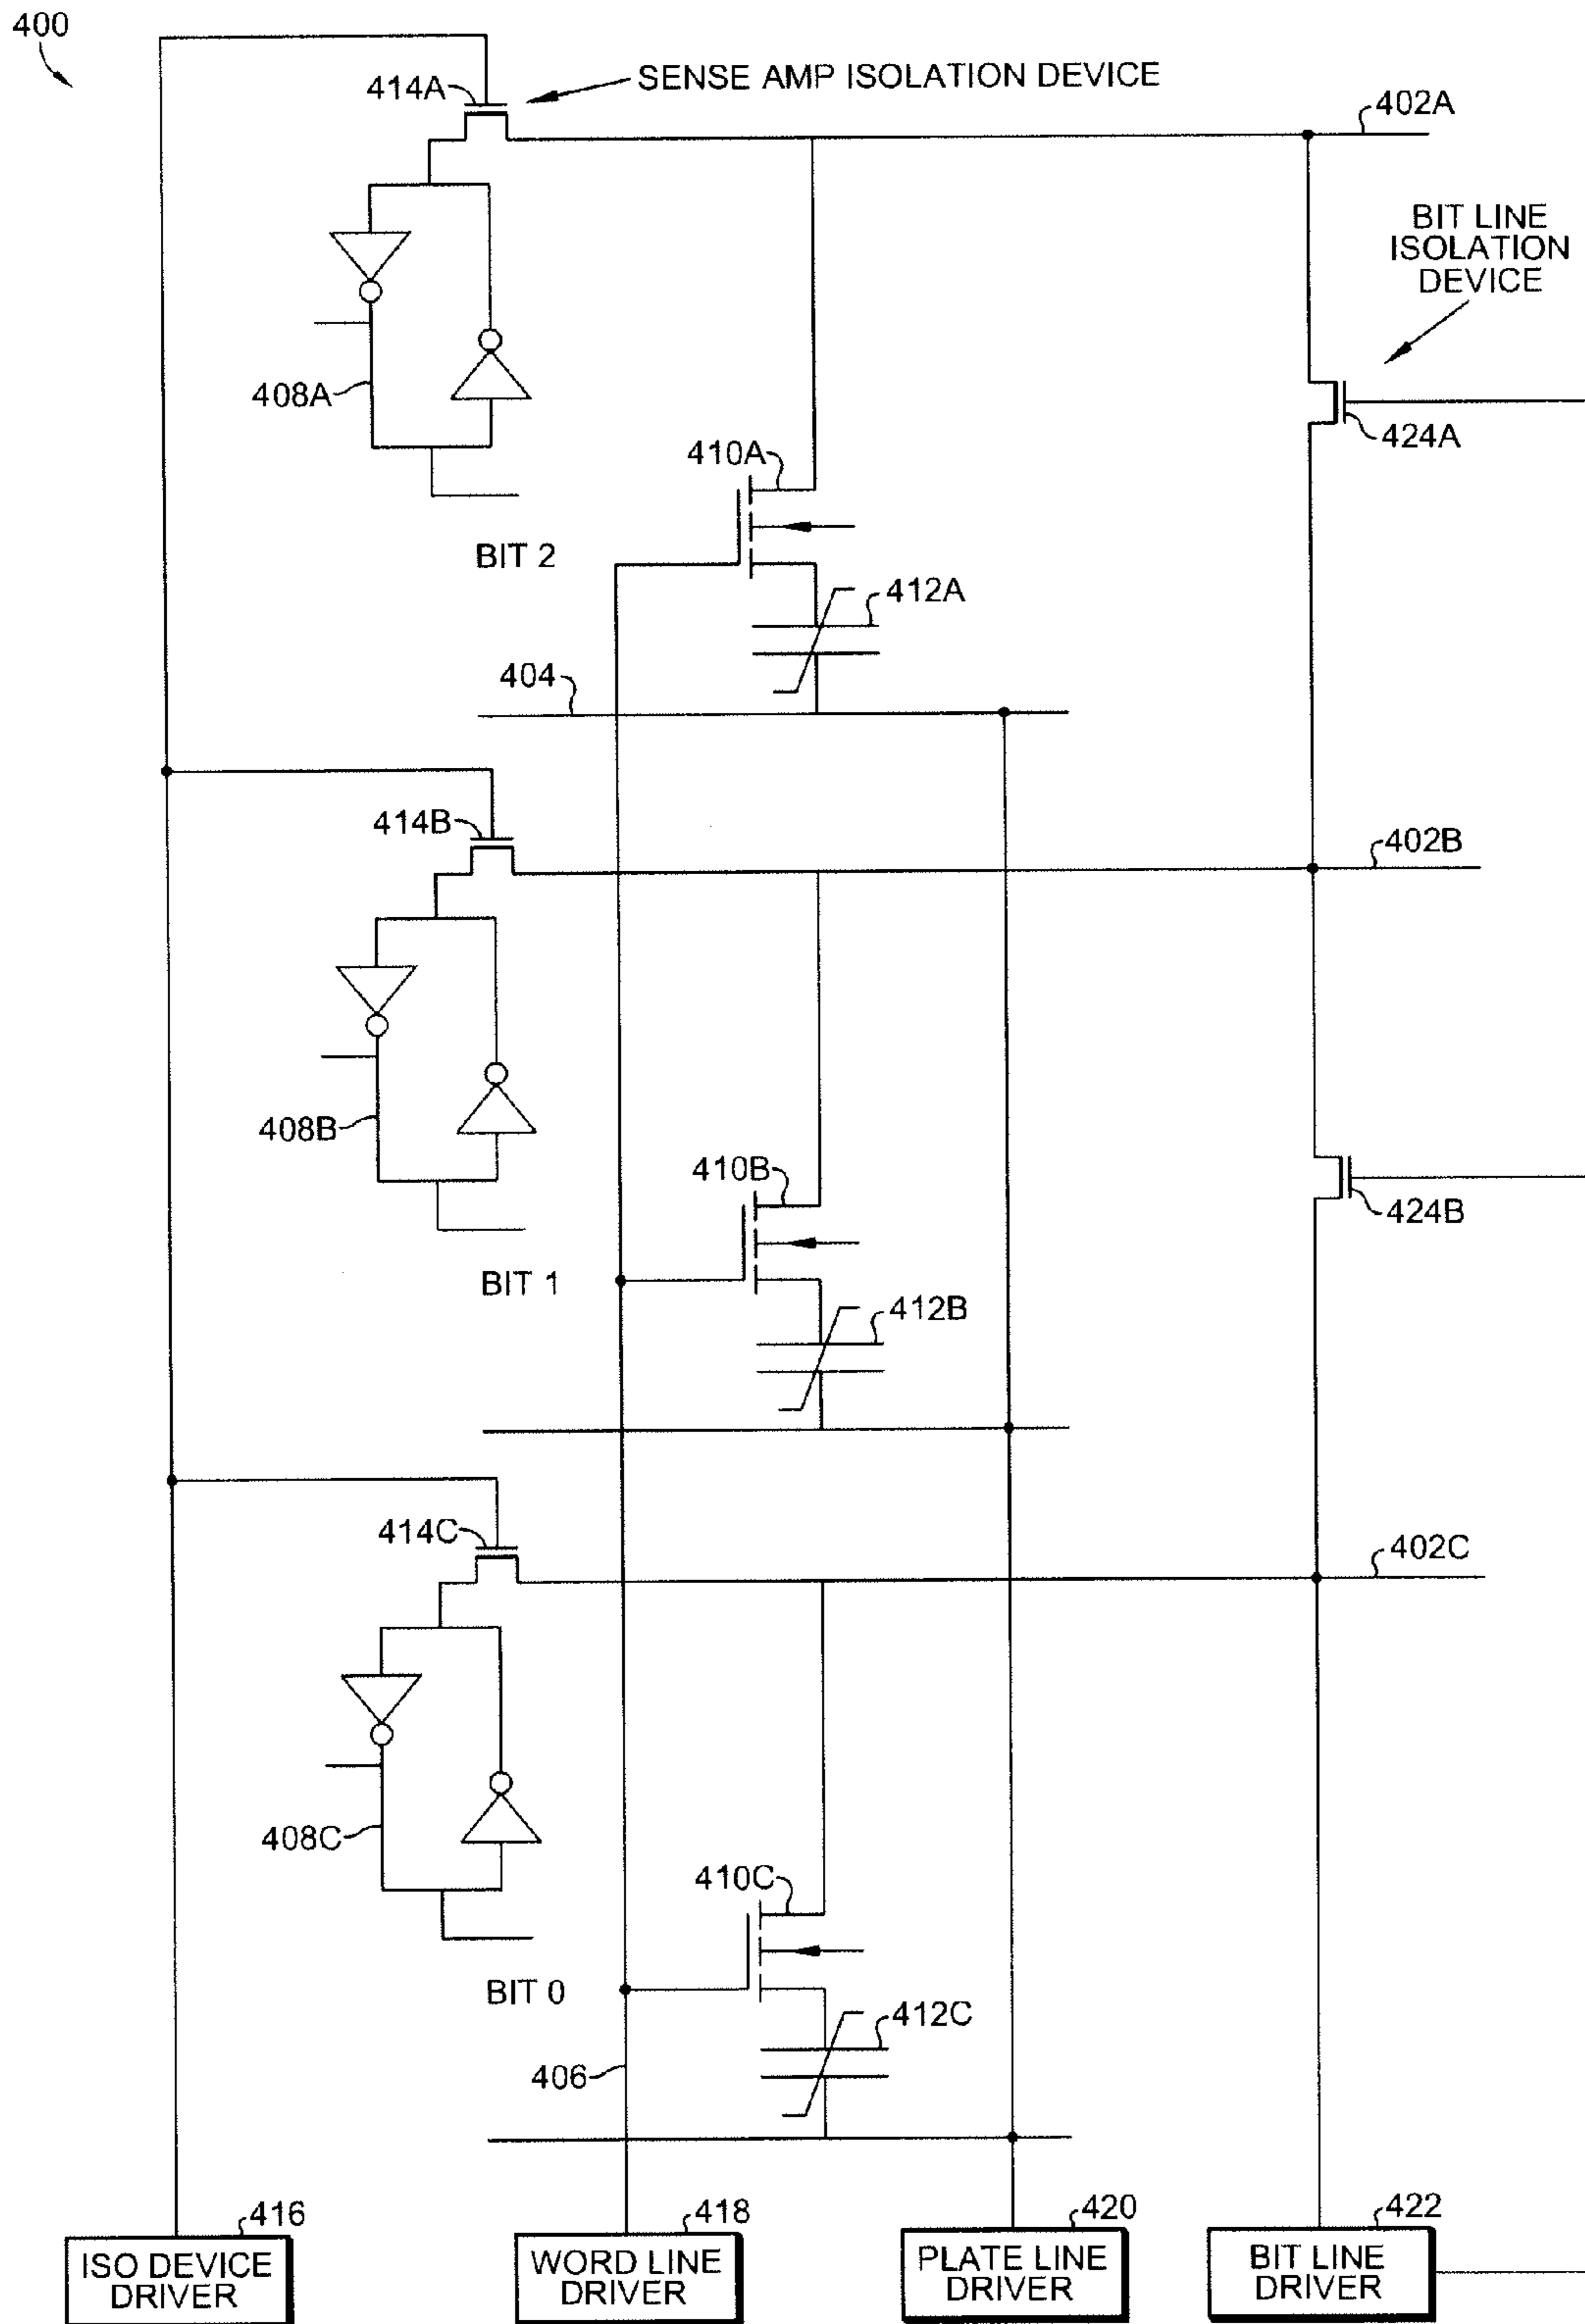 400
414A
SENSE AMP ISOLATION DEVICE
402A
BIT LINE
ISOLATION
DEVICE
408A
424A
410A
BIT 2
412A
404
414B
402B
408B
410B
424B
BIT 1
412B
414C
402C
408C
410C
BIT 0
412C
406
416
418
420
422
ISO DEVICE
DRIVER
WORD LINE
DRIVER
PLATE LINE
DRIVER
BIT LINE
DRIVER